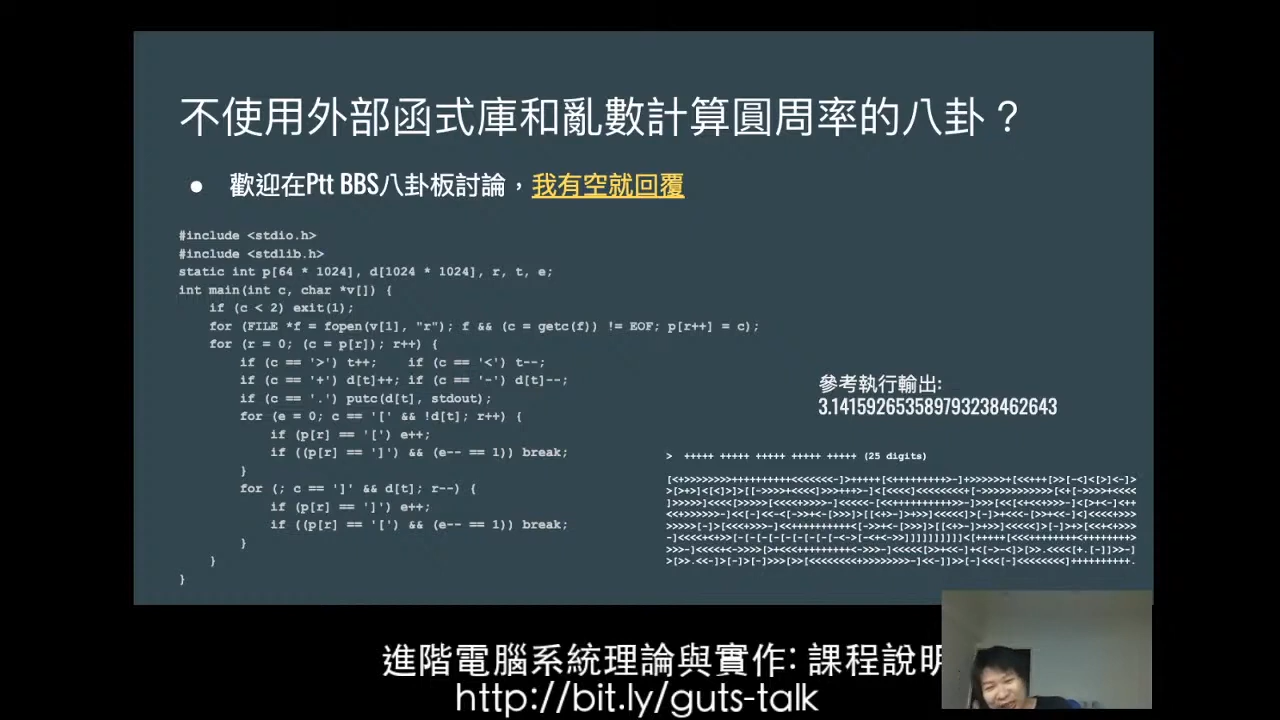 不使用外部函式庫和亂數計算圓周率的八卦？
● 歡迎在Ptt BBS八卦板討論，我有空就回覆
#include <stdio.h>
#include <stdlib.h>
static int p[64 * 1024], d[1024 * 1024], r, t, e;
int main(int c, char *v[]) {
    if (c < 2) exit(1);
    for (FILE *f = fopen(v[1], "r"); f && (c = getc(f)) != EOF; p[r++] = c);
    for (r = 0; (c = p[r]); r++) {
        if (c == '>') t++;    if (c == '<') t--;
        if (c == '+') d[t]++; if (c == '-') d[t]--;
        if (c == '.') putc(d[t], stdout);
        for (e = 0; c == '[' && !d[t]; r++) {
            if (p[r] == '[') e++;
            if ((p[r] == ']') && (e-- == 1)) break;
        }
        for (; c == ']' && d[t]; r--) {
            if (p[r] == ']') e++;
            if ((p[r] == '[') && (e-- == 1)) break;
        }
    }
}
參考執行輸出:
3.141592653589793238462643
>  +++++ +++++ +++++ +++++ +++++ (25 digits)
進階電腦系統理論與實作: 課程說明
http://bit.ly/guts-talk